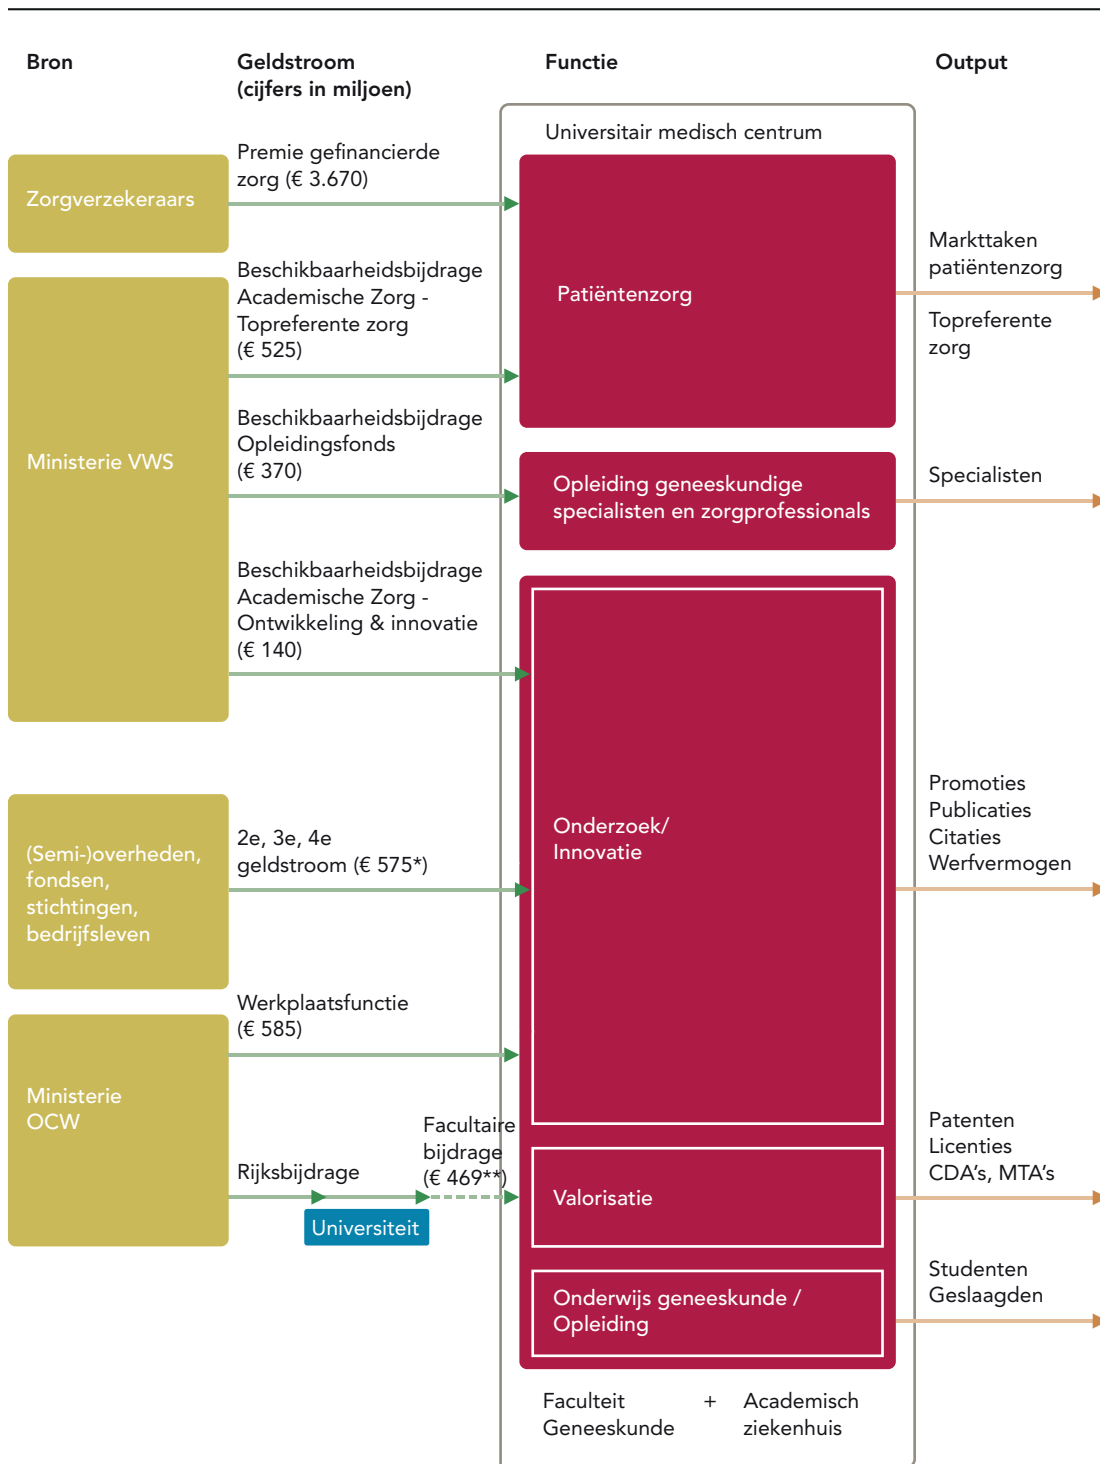 Bron
Geldstroom
(cijfers in miljoen)
Functie
Output
Universitair medisch centrum
Zorgverzekeraars
Premie gefinancierde
zorg (€ 3.670)
Patiëntenzorg
Markttaken
patiëntenzorg
Topreferente
zorg
Ministerie VWS
Beschikbaarheidsbijdrage
Academische Zorg -
Topreferente zorg
(€ 525)
Beschikbaarheidsbijdrage
Opleidingsfonds
(€ 370)
Opleiding geneeskundige
specialisten en zorgprofessionals
Specialisten
Beschikbaarheidsbijdrage
Academische Zorg -
Ontwikkeling & innovatie
(€ 140)
(Semi-)overheden,
fondsen,
stichtingen,
bedrijfsleven
2e, 3e, 4e
geldstroom (€ 575*)
Onderzoek/
Innovatie
Promoties
Publicaties
Citaties
Werfvermogen
Ministerie
OCW
Werkplaatsfunctie
(€ 585)
Rijksbijdrage
Universiteit
Facultaire
bijdrage
(€ 469**)
Valorisatie
Patenten
Licenties
CDA's, MTA's
Onderwijs geneeskunde /
Opleiding
Studenten
Geslaagden
Faculteit + Academisch
Geneeskunde ziekenhuis